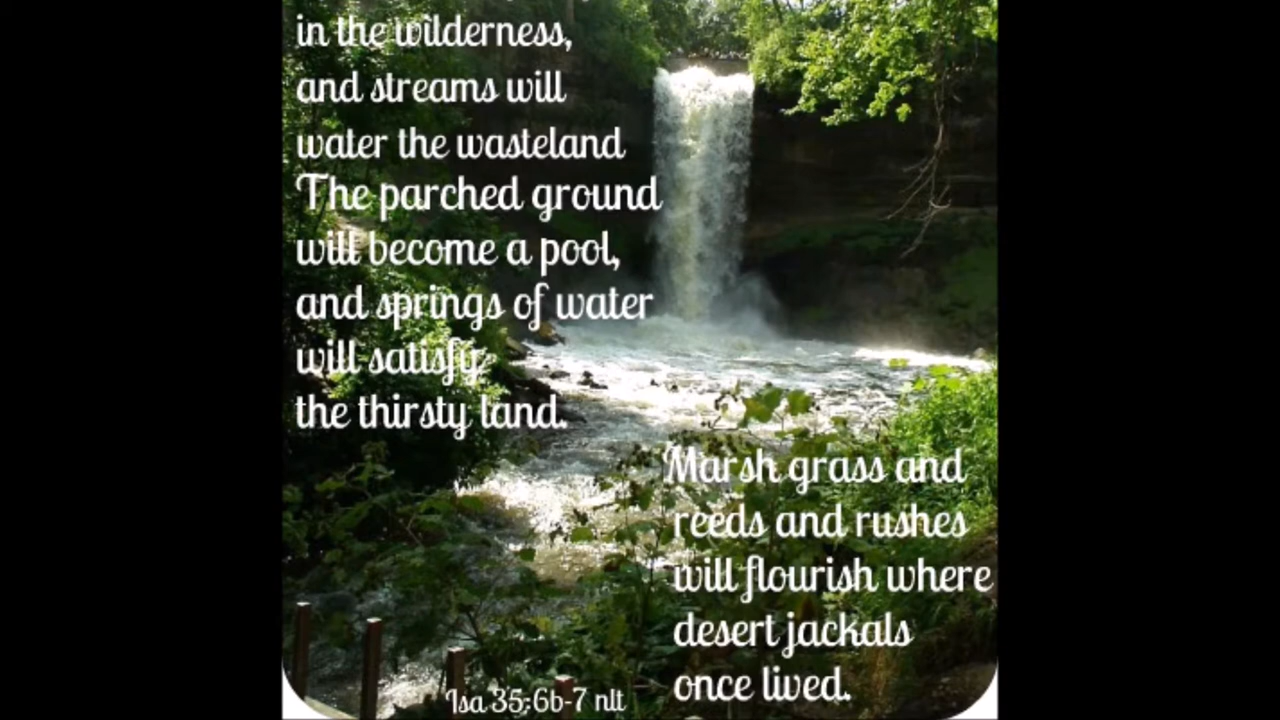 in the wilderness,
and streams will
water the wasteland
The parched ground
will become a pool,
and springs of water
will satisfy
the thirsty land.
Marsh grass and
reeds and rushes
will flourish where
desert jackals
once lived.
Isa 35:6b-7 nlt